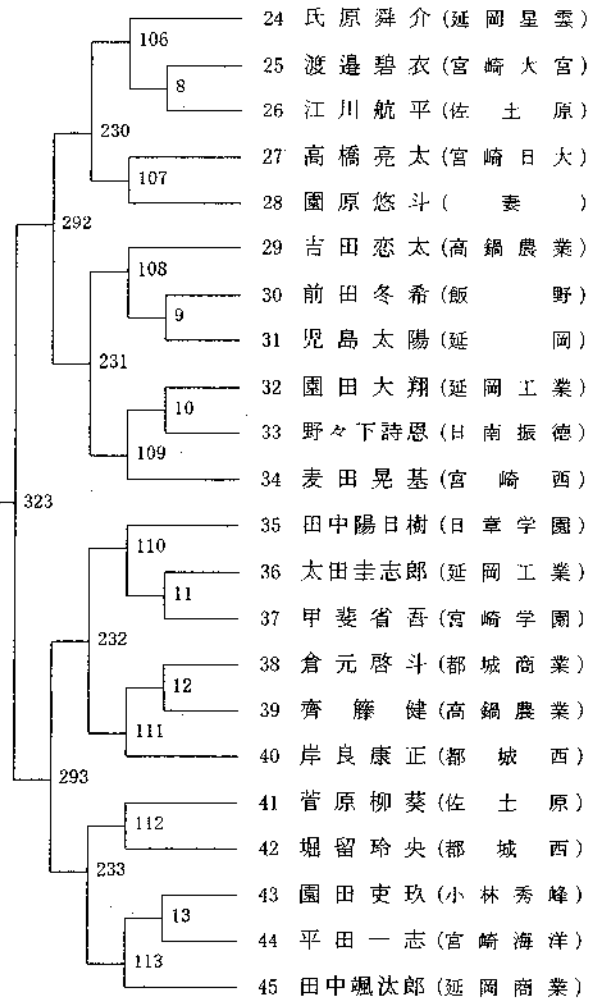 24 氏原舜介(延岡星雲)
106
25 渡邉碧衣(宮崎大宮)
8
26 江川航平(佐土原)
230
27 高橋亮太(宮崎日大)
107
28 園原悠斗(妻)
292
29 吉田恋太(高鍋農業)
108
30 前田冬希(飯野)
9
31 児島太陽(延岡)
231
32 園田大翔(延岡工業)
10
33 野々下詩恩(日南振徳)
109
34 麦田晃基(宮崎西)
323
35 田中陽日樹(日章学園)
110
36 太田圭志郎(延岡工業)
11
37 甲斐省吾(宮崎学園)
232
38 倉元啓斗(都城商業)
12
39 齊藤健(高鍋農業)
111
40 岸良康正(都城西)
293
41 菅原柳葵(佐土原)
112
42 堀留玲央(都城西)
233
43 園田吏玖(小林秀峰)
13
44 平田一志(宮崎海洋)
113
45 田中颯汰郎(延岡商業)